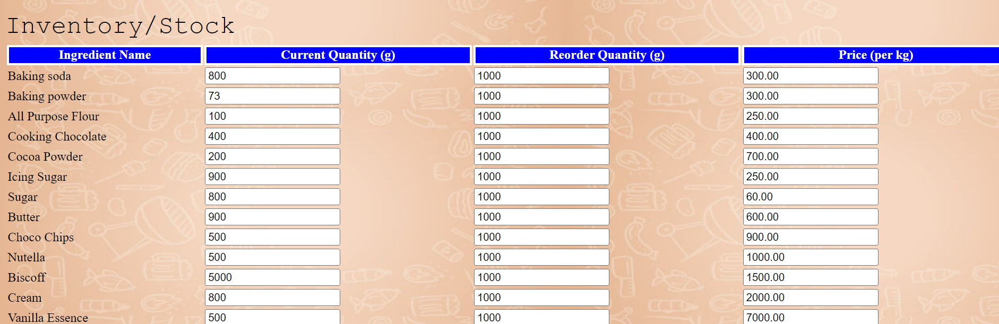 Inventory/Stock
Ingredient Name Current Quantity (g) Reorder Quantity (g) Price (per kg)
Baking soda 800 1000 300.00
Baking powder 73 1000 300.00
All Purpose Flour 100 1000 250.00
Cooking Chocolate 400 1000 400.00
Cocoa Powder 200 1000 700.00
Icing Sugar 900 1000 250.00
Sugar 800 1000 60.00
Butter 900 1000 600.00
Choco Chips 500 1000 900.00
Nutella 500 1000 1000.00
Biscoff 5000 1000 1500.00
Cream 800 1000 2000.00
Vanilla Essence 500 1000 7000.00